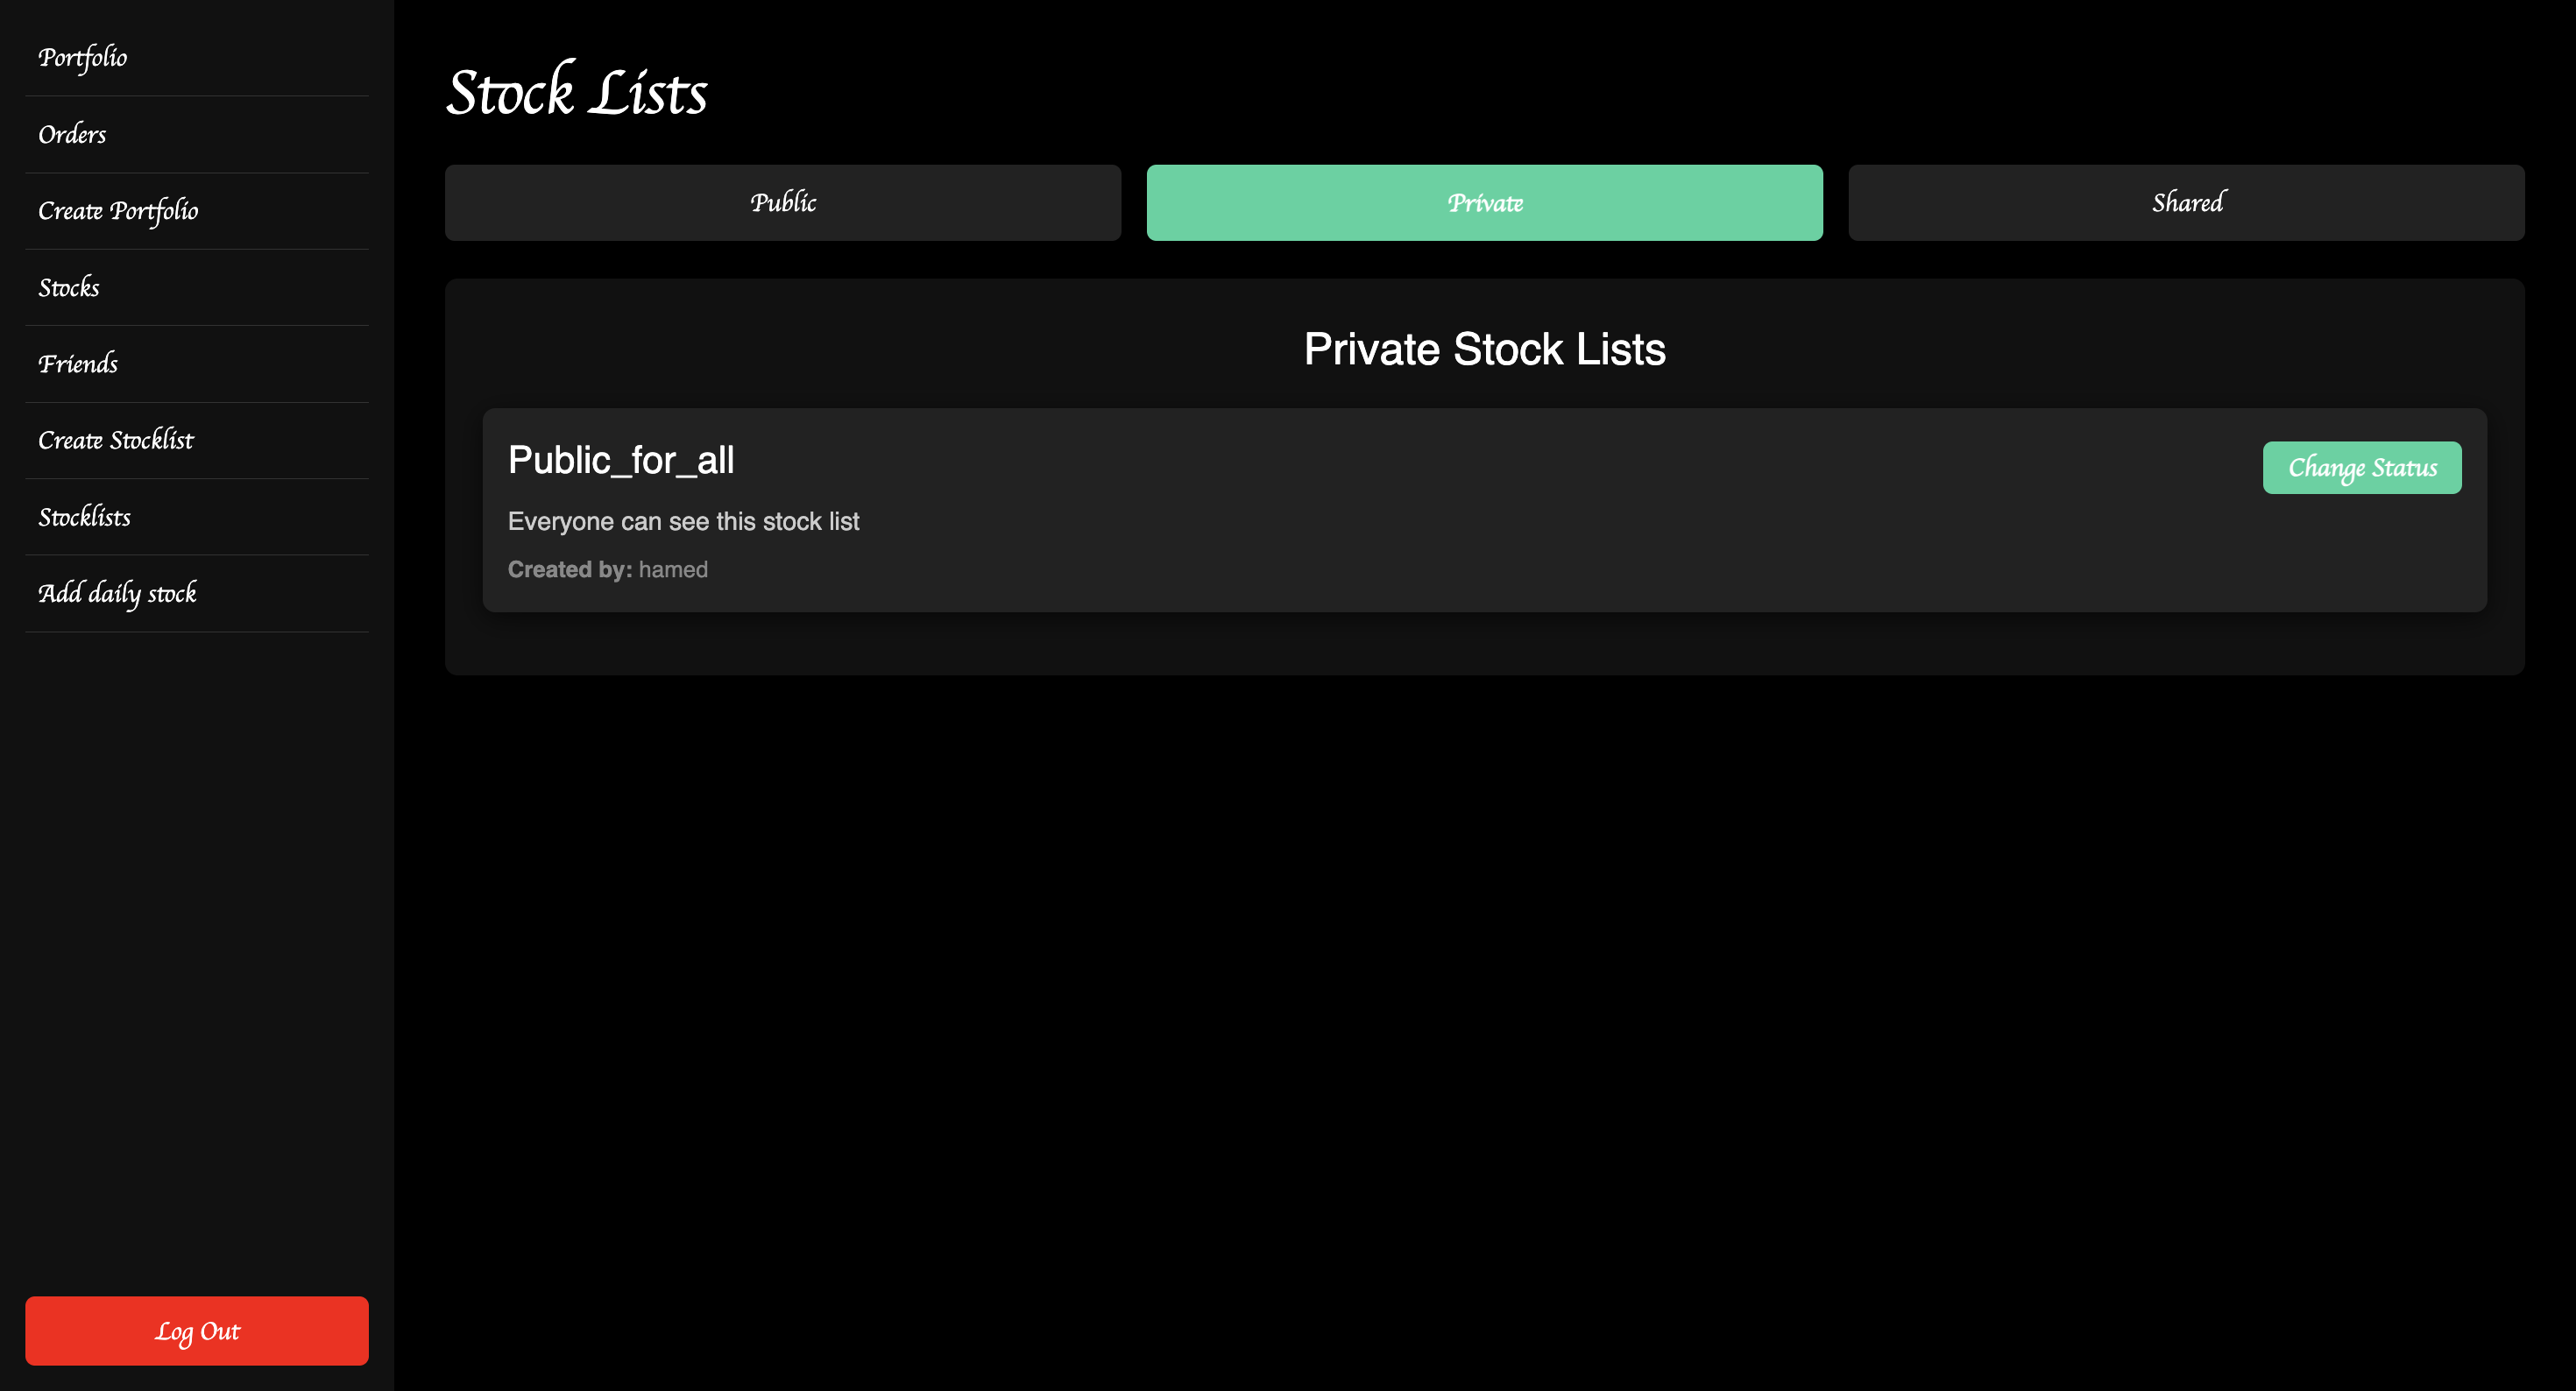 Portfolio
Orders
Create Portfolio
Stocks
Friends
Create Stocklist
Stocklists
Add daily stock
Log Out
Stock Lists
Public
Private
Shared
Private Stock Lists
Public_for_all
Change Status
Everyone can see this stock list
Created by: hamed